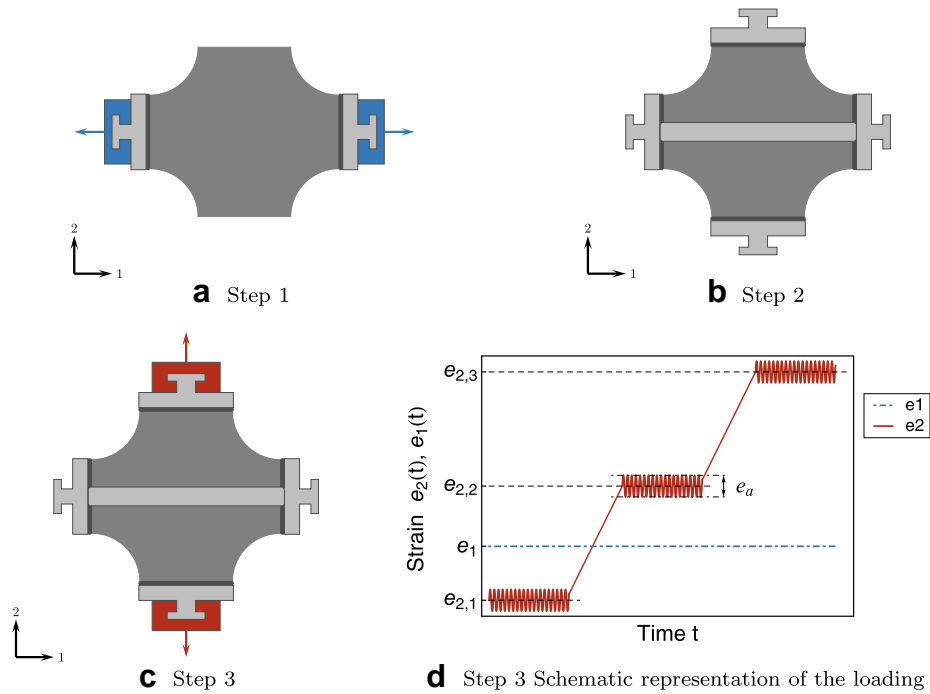 2
1
a Step 1
2
1
b Step 2
2
1
c Step 3
Strain e2(t), e1(t)
e2,3
e2,2
e1
e2,1
ea
e1
e2
Time t
d Step 3 Schematic representation of the loading